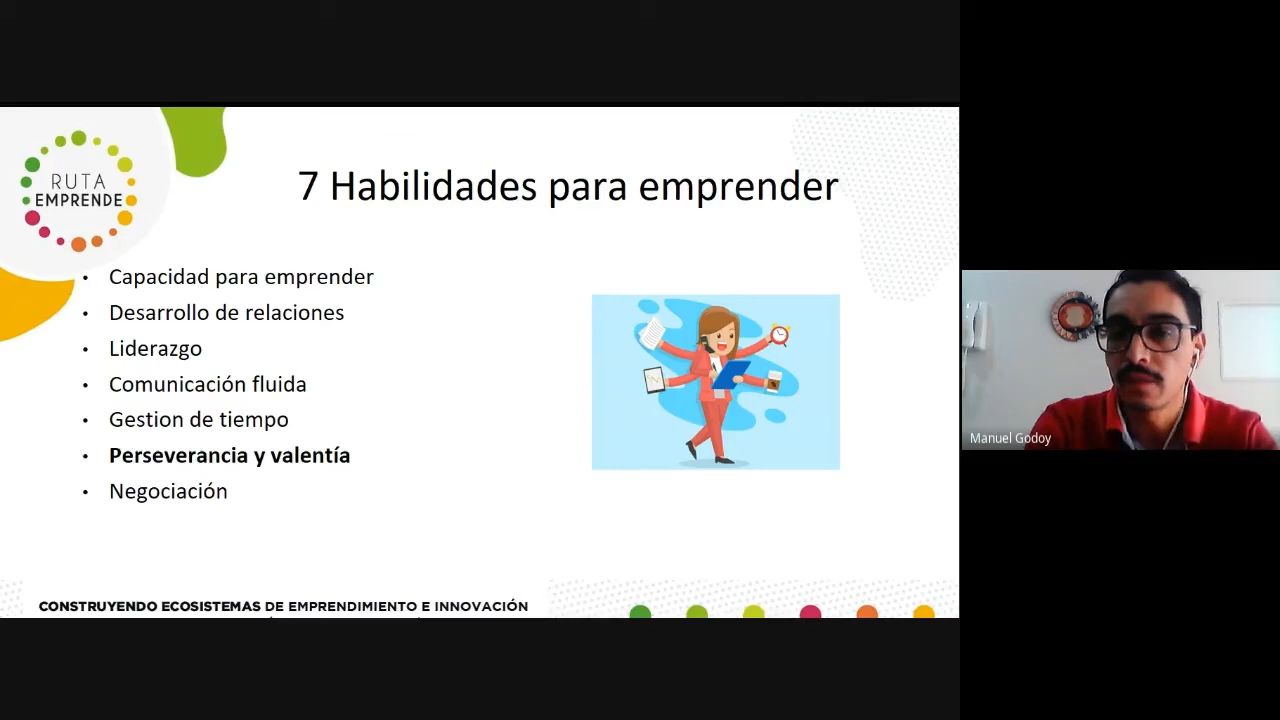 RUTA
EMPRENDE
7 Habilidades para emprender
• Capacidad para emprender
• Desarrollo de relaciones
• Liderazgo
• Comunicación fluida
• Gestion de tiempo
• Perseverancia y valentía
• Negociación
CONSTRUYENDO ECOSISTEMAS DE EMPRENDIMIENTO E INNOVACIÓN
Manuel Godoy